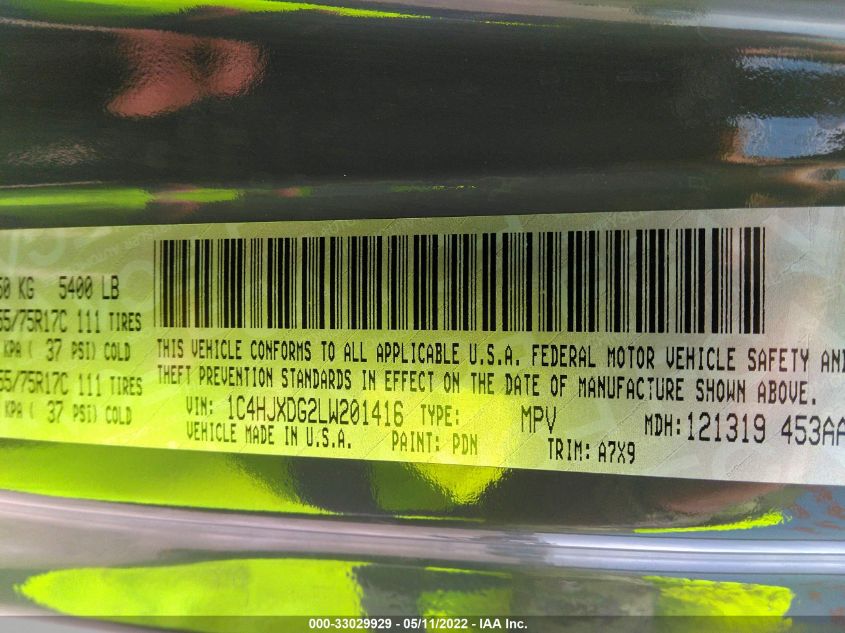 50 KG 5400 LB
55/75R17C 111 TIRES
KPA ( 37 PSI) COLD
55/75R17C 111 TIRES
KPA ( 37 PSI) COLD
THIS VEHICLE CONFORMS TO ALL APPLICABLE U.S.A. FEDERAL MOTOR VEHICLE SAFETY AND
THEFT PREVENTION STANDARDS IN EFFECT ON THE DATE OF MANUFACTURE SHOWN ABOVE.
VIN: 1C4HJXDG2LW201416 TYPE: MPV MDH: 121319 453AA
VEHICLE MADE IN U.S.A. PAINT: PDN TRIM: A7X9
000-33029929 - 05/11/2022 - IAA Inc.